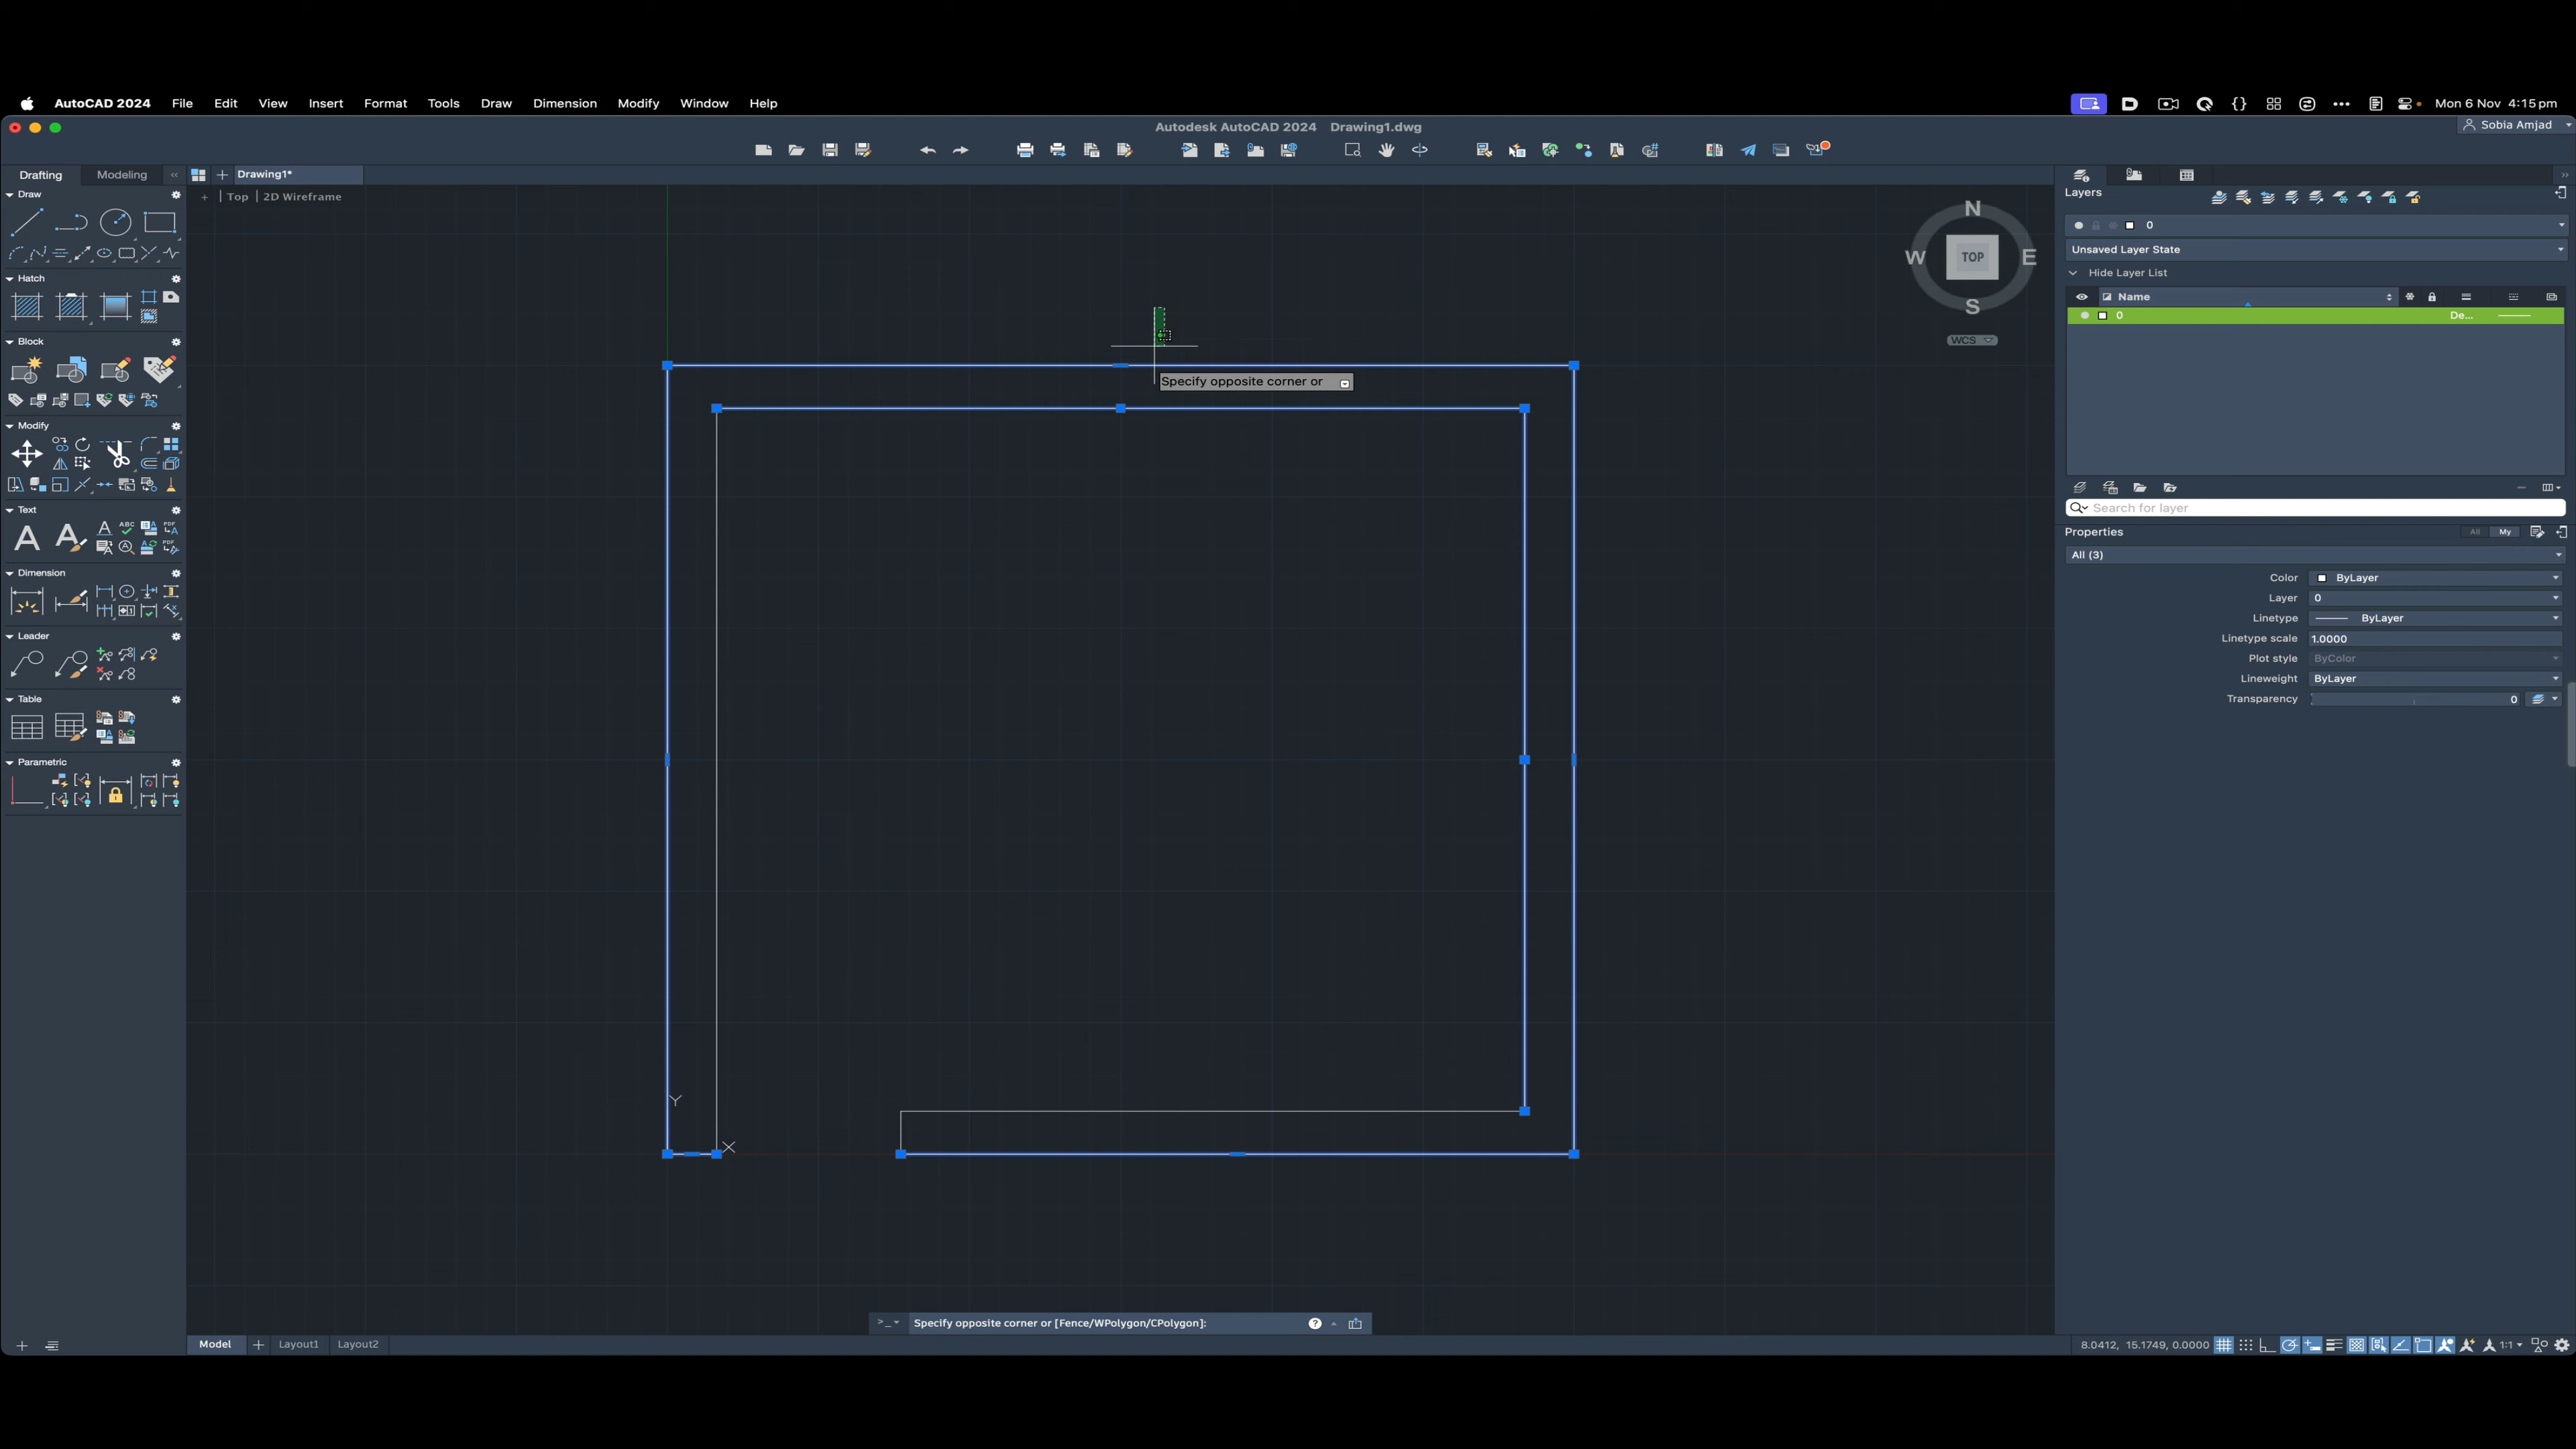 AutoCAD 2024 File Edit View Insert Format Tools Draw Dimension Modify Window Help Mon 6 Nov 4:15 pm
Autodesk AutoCAD 2024 Drawing1.dwg
Sobia Amjad
Drafting Modeling
Drawing1*
Draw
+ | Top | 2D Wireframe
Hatch
Block
Modify
Text
Dimension
Leader
Table
Parametric
Specify opposite corner or
Y
X
N
W TOP E
S
WCS
Layers
0
Unsaved Layer State
Hide Layer List
Name
0 De...
Search for layer
Properties All My
All (3)
Color ByLayer
Layer 0
Linetype ByLayer
Linetype scale 1.0000
Plot style ByColor
Lineweight ByLayer
Transparency 0
>_ Specify opposite corner or [Fence/WPolygon/CPolygon]:
Model Layout1 Layout2
8.0412, 15.1749, 0.0000 1:1